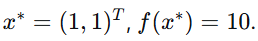 x* = (1, 1)ᵀ, f(x*) = 10.